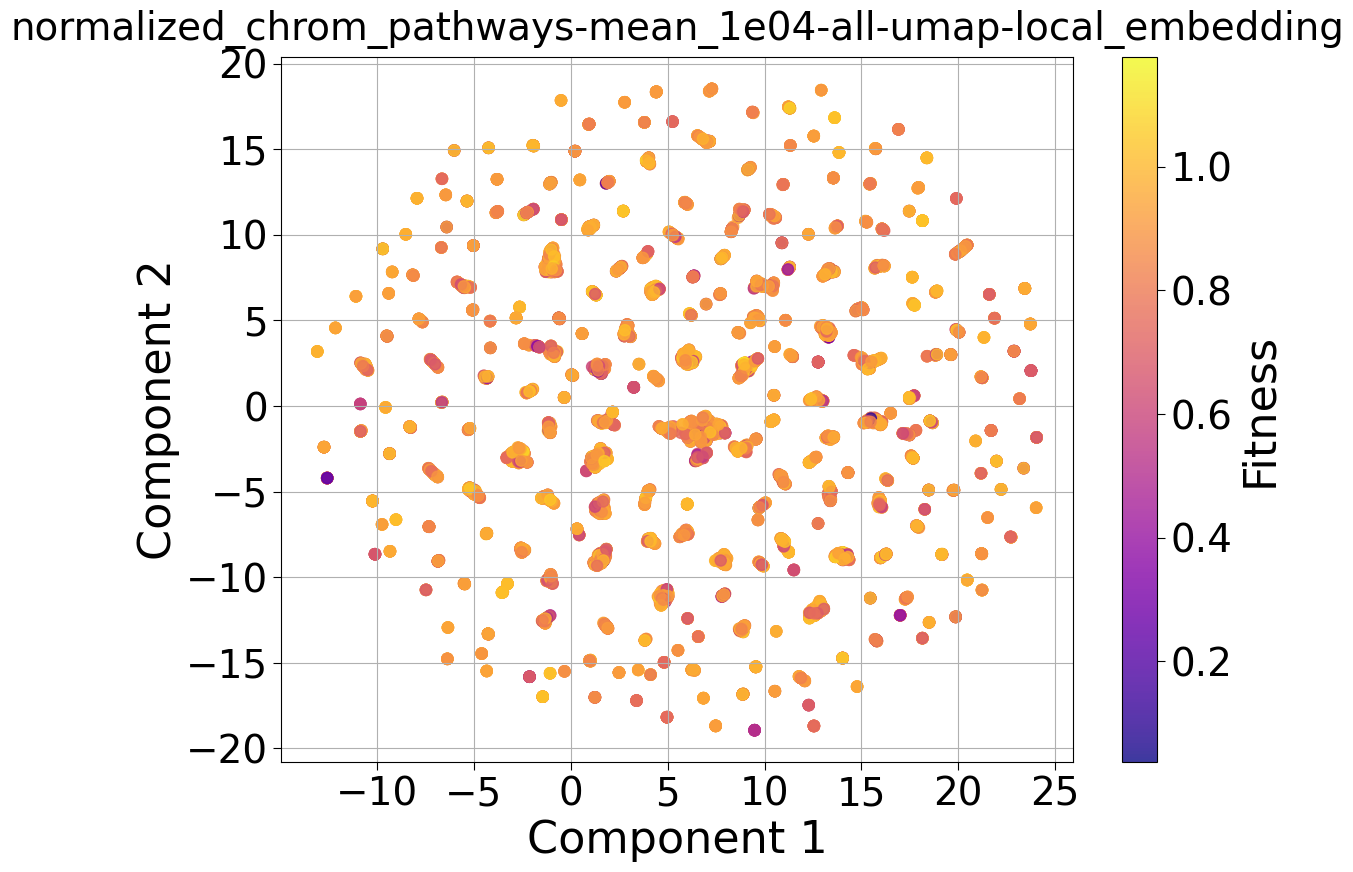 normalized_chrom_pathways-mean_1e04-all-umap-local_embedding
20
15
10
5
0
−5
−10
−15
−20
Component 2
−10 −5 0 5 10 15 20 25
Component 1
1.0
0.8
0.6
0.4
0.2
Fitness